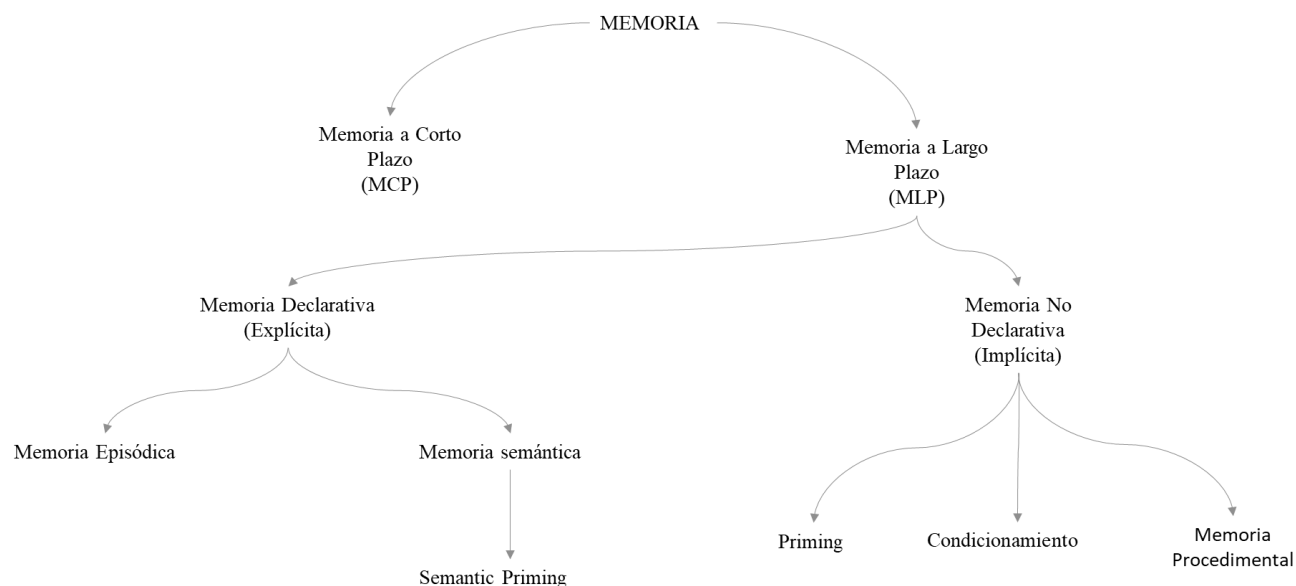 MEMORIA
Memoria a Corto
Plazo
(MCP)
Memoria a Largo
Plazo
(MLP)
Memoria Declarativa
(Explícita)
Memoria No
Declarativa
(Implícita)
Memoria Episódica
Memoria semántica
Priming
Condicionamiento
Memoria
Procedimental
Semantic Priming